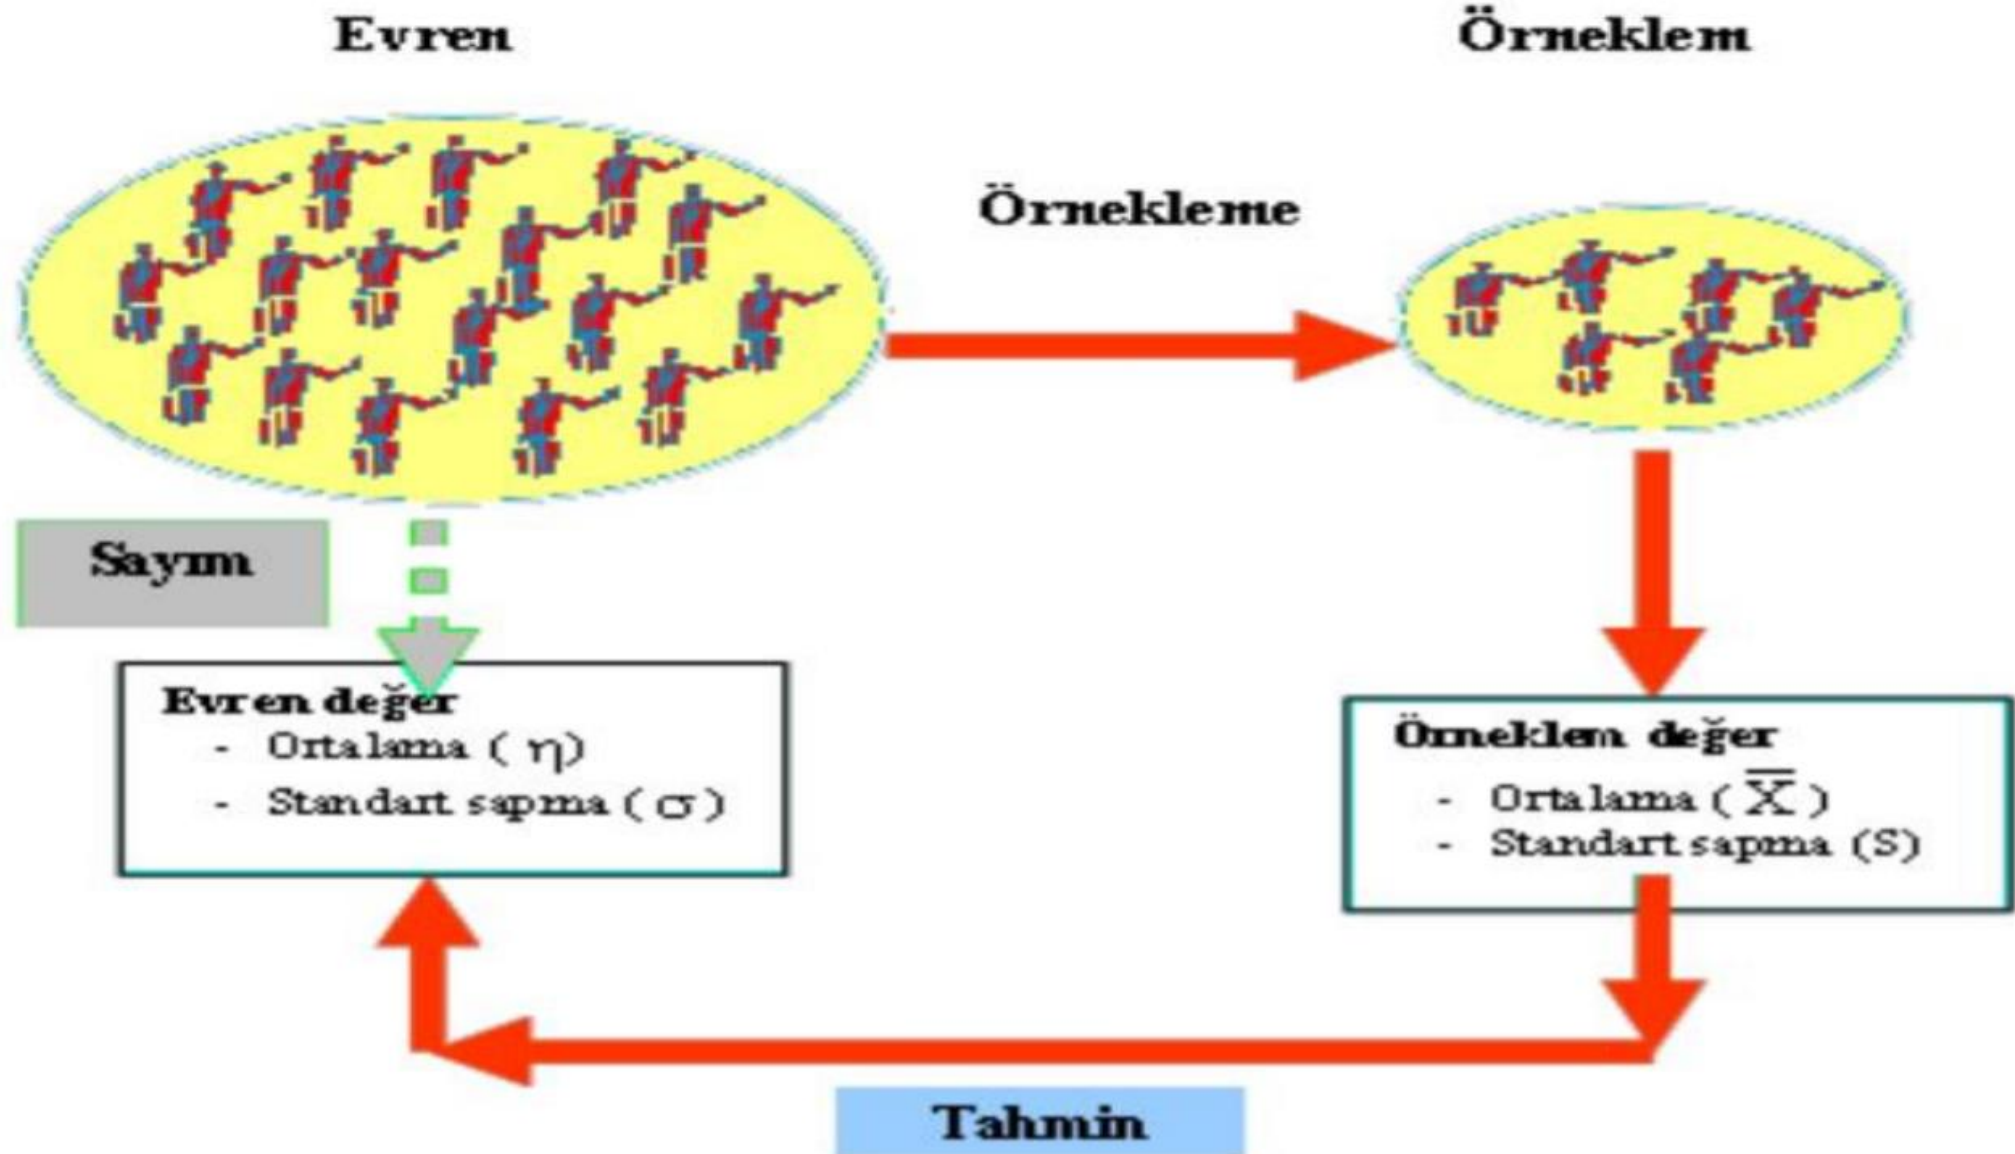 Evren
Örneklem
Örnekleme
Sayım
Evren değer
- Ortalama ( η)
- Standart sapma ( σ )
Örneklem değer
- Ortalama ( X̅ )
- Standart sapma (S)
Tahmin